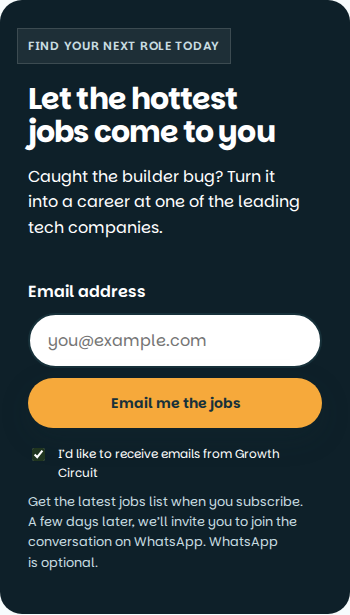 FIND YOUR NEXT ROLE TODAY
Let the hottest
jobs come to you
Caught the builder bug? Turn it
into a career at one of the leading
tech companies.
Email address
you@example.com
Email me the jobs
I'd like to receive emails from Growth
Circuit
Get the latest jobs list when you subscribe.
A few days later, we'll invite you to join the
conversation on WhatsApp. WhatsApp
is optional.